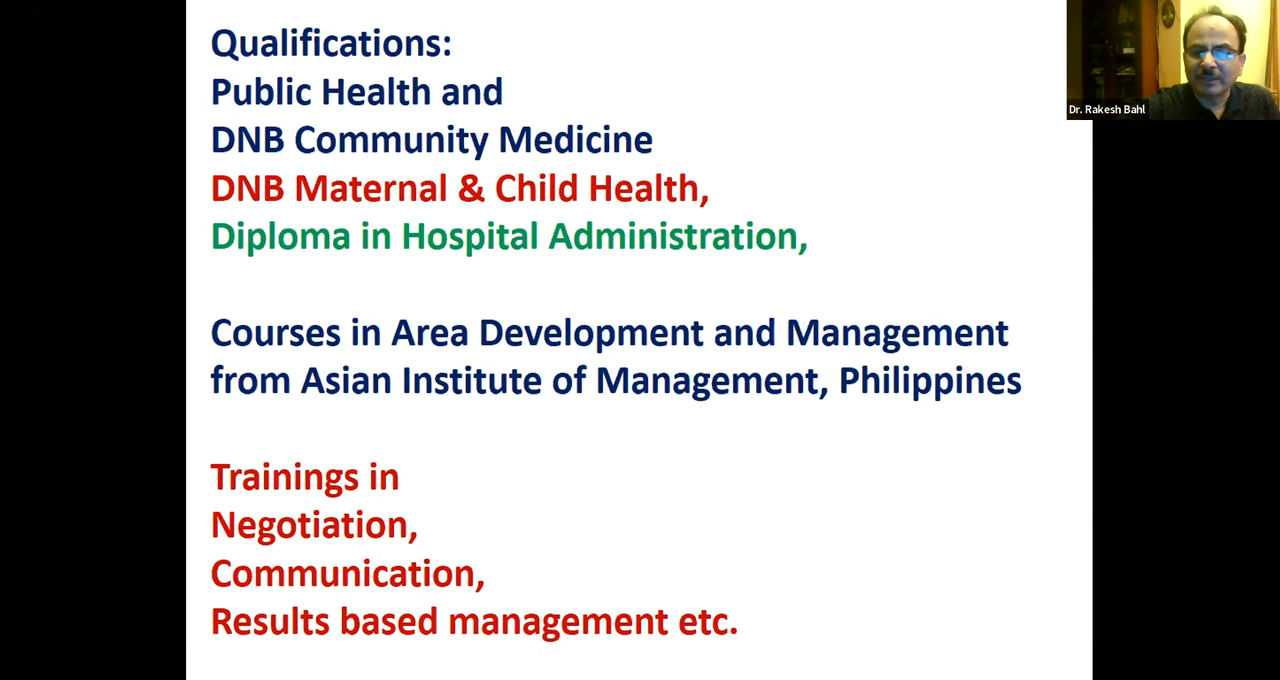 Qualifications:
Public Health and
DNB Community Medicine
DNB Maternal & Child Health,
Diploma in Hospital Administration,
Courses in Area Development and Management
from Asian Institute of Management, Philippines
Trainings in
Negotiation,
Communication,
Results based management etc.
Dr. Rakesh Bahl